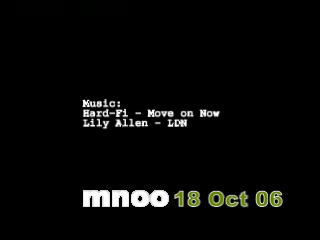 Music:
Hard-Fi - Move on Now
Lily Allen - LDN
mnoo 18 Oct 06